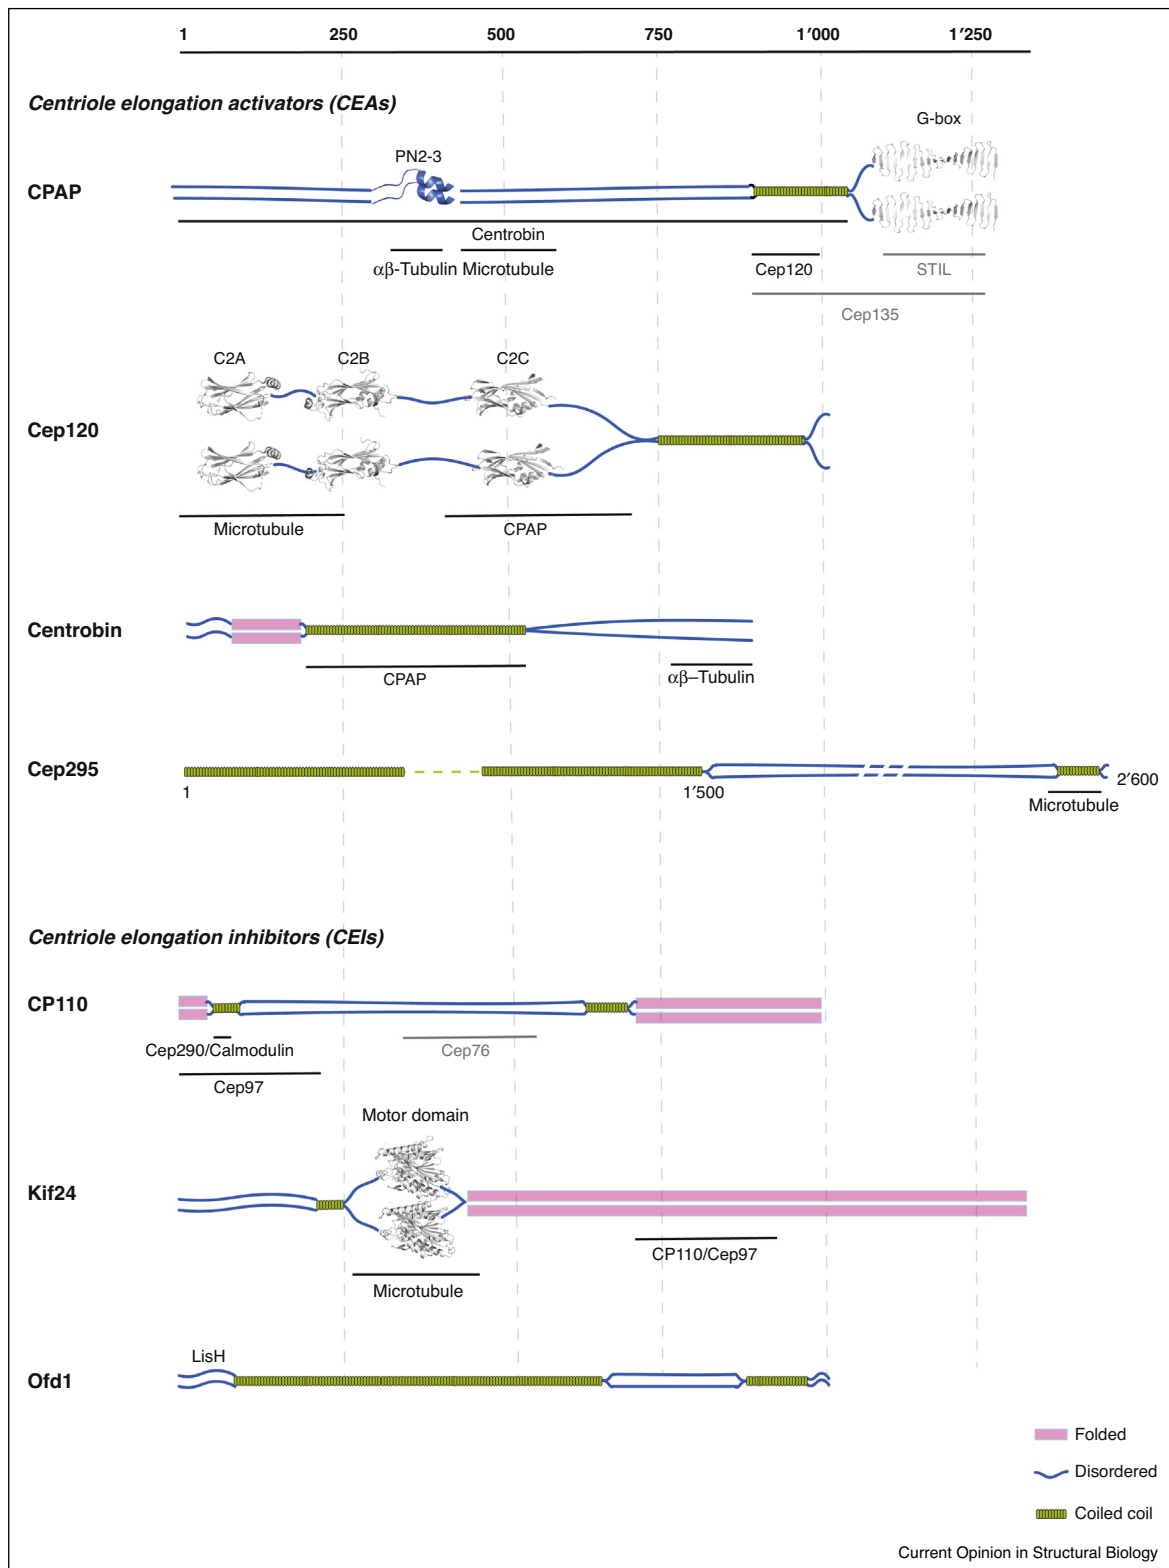 1 250 500 750 1′000 1′250
Centriole elongation activators (CEAs)
G-box
PN2-3
CPAP
Centrobin
αβ-Tubulin Microtubule
Cep120 STIL
Cep135
C2A C2B C2C
Cep120
Microtubule CPAP
Centrobin
CPAP αβ–Tubulin
Cep295
1 1′500 2′600
Microtubule
Centriole elongation inhibitors (CEIs)
CP110
Cep290/Calmodulin Cep76
Cep97
Motor domain
Kif24
CP110/Cep97
Microtubule
LisH
Ofd1
Folded
Disordered
Coiled coil
Current Opinion in Structural Biology